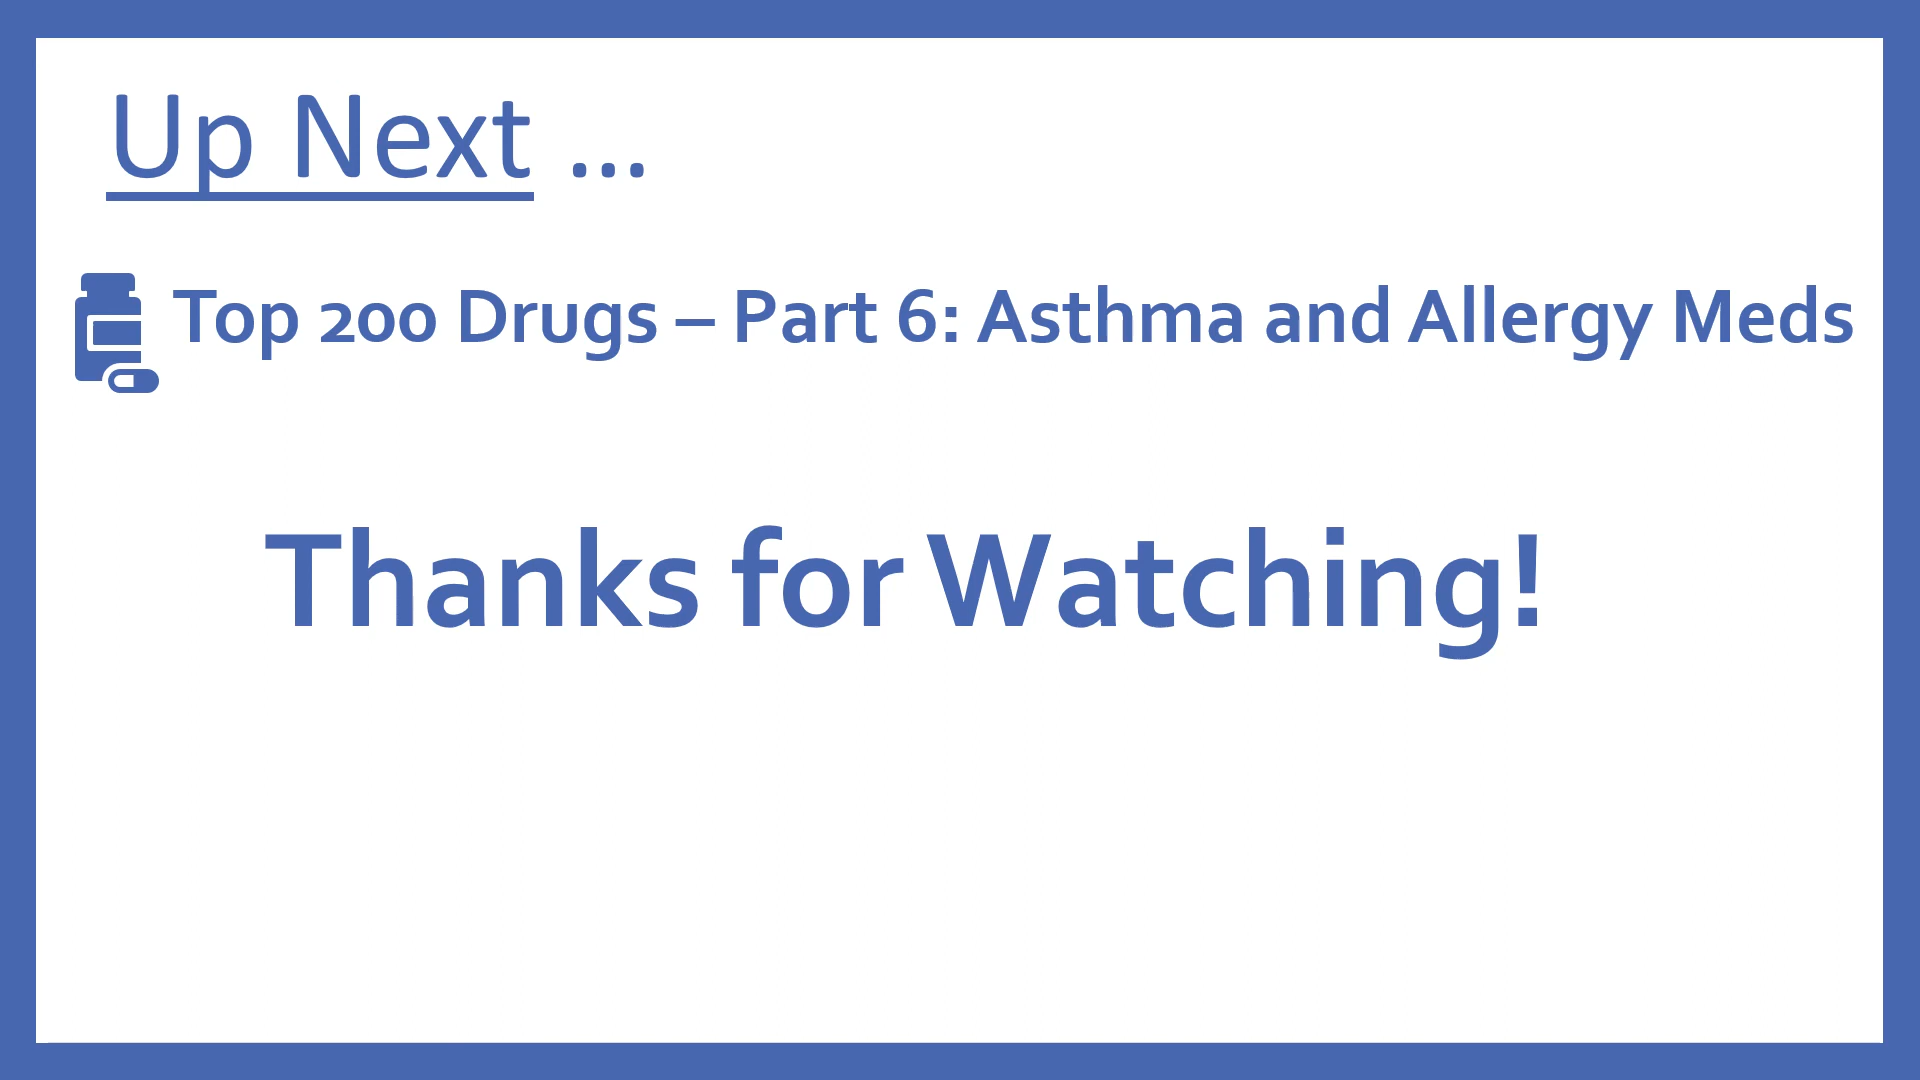 Up Next ...
Top 200 Drugs – Part 6: Asthma and Allergy Meds
Thanks for Watching!